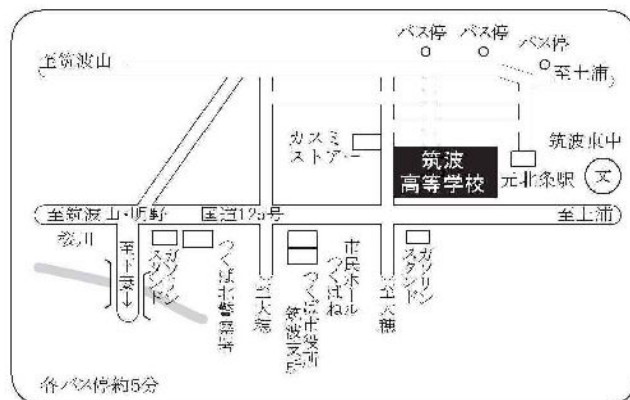 バス停 バス停
バス停
至筑波山
至土浦
カスミ
ストアー
筑波
高等学校
筑波東中
元北条駅
文
至筑波山・明野 国道125号 至土浦
桜川
至下妻→
ガソリン
スタンド
つくば北警察署
至大穂
つくば市役所
筑波支所
つくばね
市民ホール
至大穂
ガソリン
スタンド
各バス停約5分